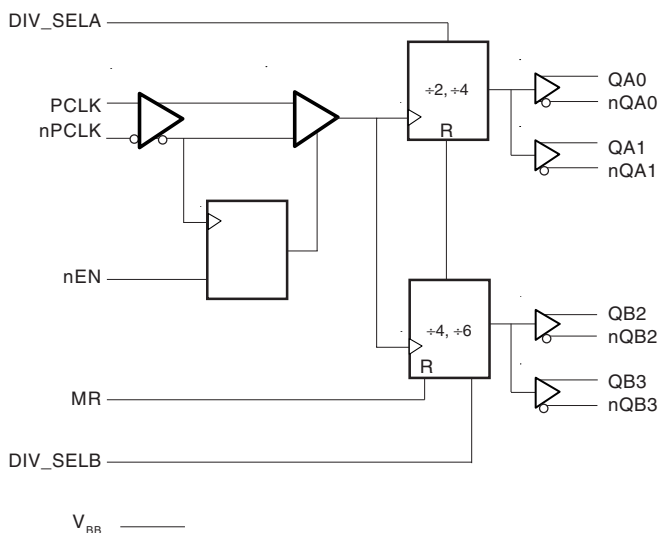 DIV_SELA
PCLK
nPCLK
nEN
MR
DIV_SELB
V_BB
÷2, ÷4
R
÷4, ÷6
R
QA0
nQA0
QA1
nQA1
QB2
nQB2
QB3
nQB3